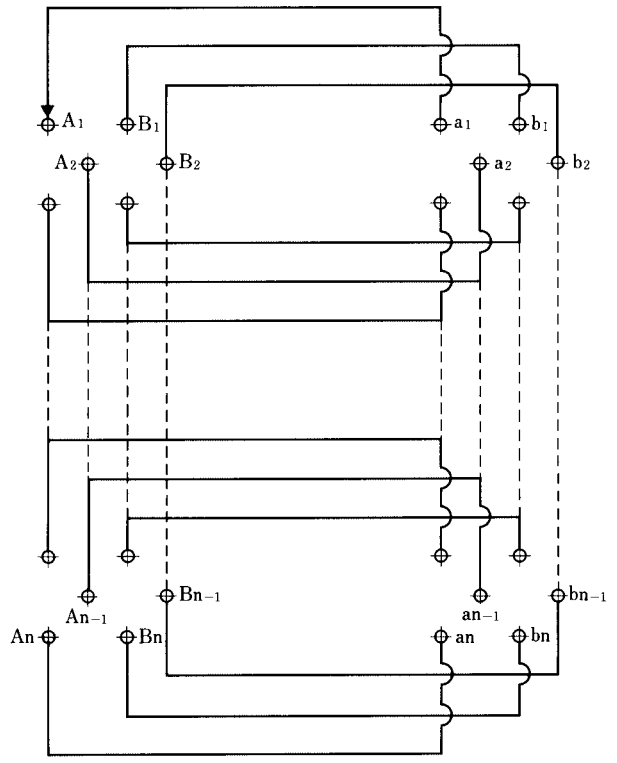 A₁ B₁ a₁ b₁
A₂ B₂ a₂ b₂
An₋₁ Bn₋₁ an₋₁ bn₋₁
An Bn an bn